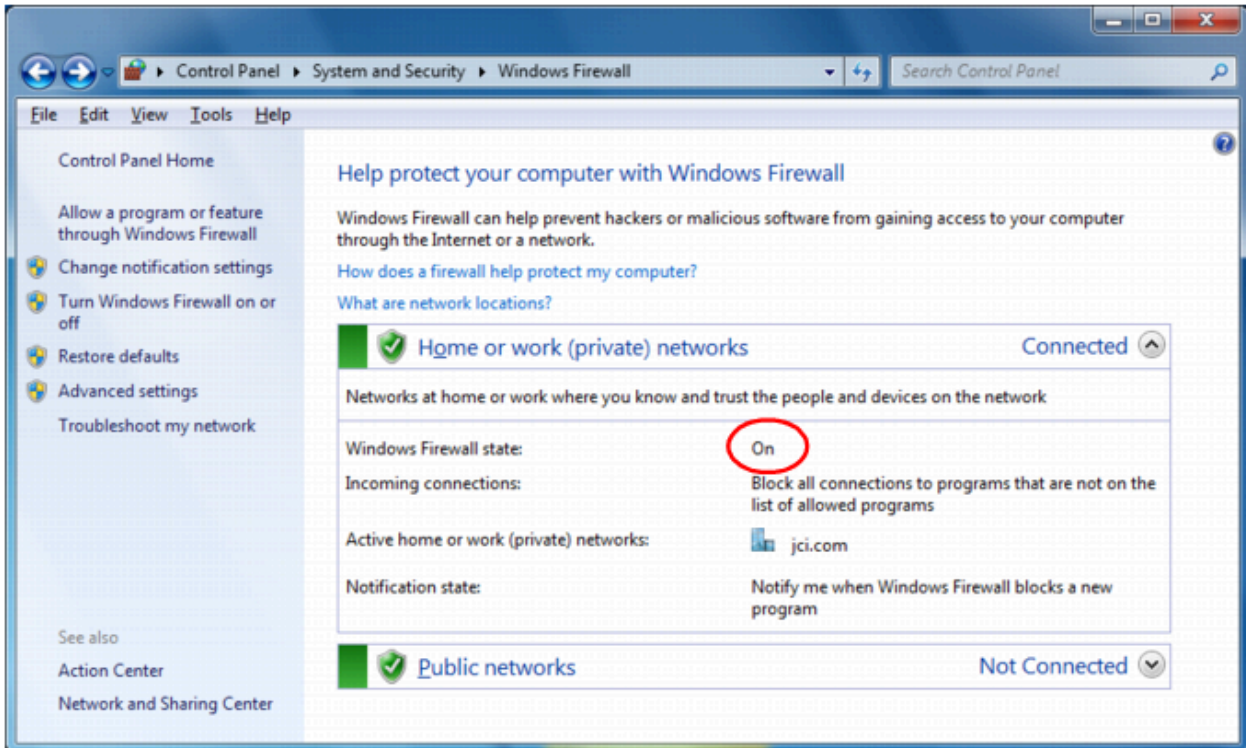 Control Panel ▸ System and Security ▸ Windows Firewall
Search Control Panel
File Edit View Tools Help
Control Panel Home
Allow a program or feature
through Windows Firewall
Change notification settings
Turn Windows Firewall on or
off
Restore defaults
Advanced settings
Troubleshoot my network
See also
Action Center
Network and Sharing Center
Help protect your computer with Windows Firewall
Windows Firewall can help prevent hackers or malicious software from gaining access to your computer
through the Internet or a network.
How does a firewall help protect my computer?
What are network locations?
Home or work (private) networks Connected
Networks at home or work where you know and trust the people and devices on the network
Windows Firewall state: On
Incoming connections: Block all connections to programs that are not on the
list of allowed programs
Active home or work (private) networks: jci.com
Notification state: Notify me when Windows Firewall blocks a new
program
Public networks Not Connected